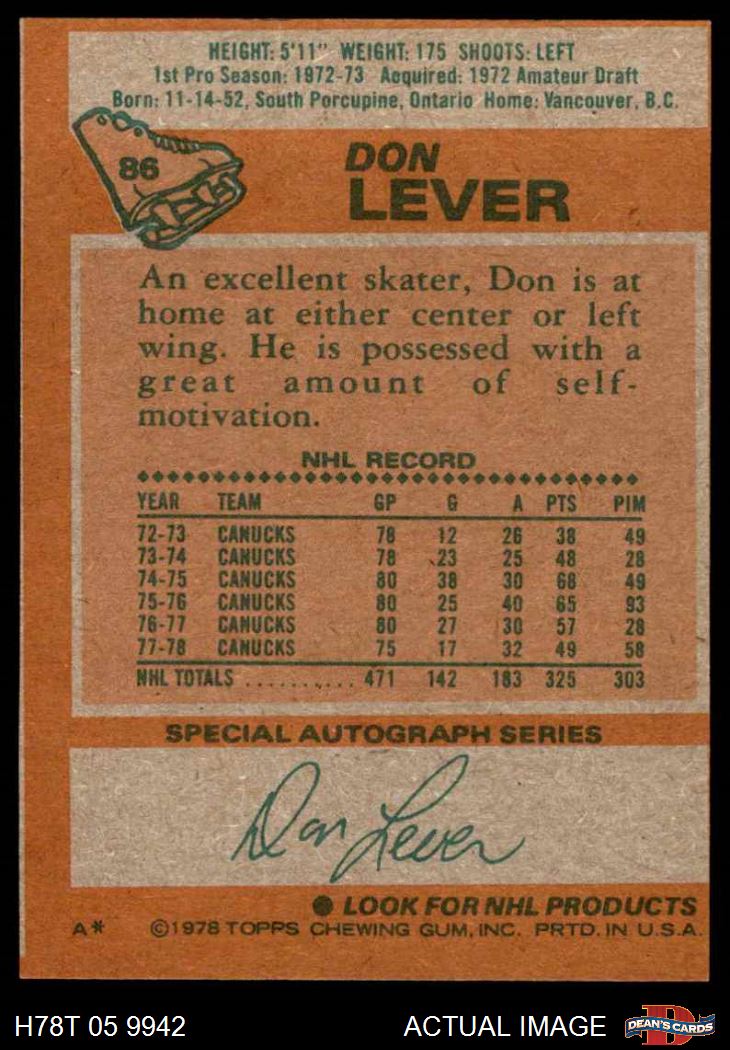 HEIGHT: 5'11" WEIGHT: 175 SHOOTS: LEFT
1st Pro Season: 1972-73 Acquired: 1972 Amateur Draft
Born: 11-14-52, South Porcupine, Ontario Home: Vancouver, B.C.
86
DON
LEVER
An excellent skater, Don is at
home at either center or left
wing. He is possessed with a
great amount of self-
motivation.
NHL RECORD
YEAR TEAM GP G A PTS PIM
72-73 CANUCKS 78 12 26 38 49
73-74 CANUCKS 78 23 25 48 28
74-75 CANUCKS 80 38 30 68 49
75-76 CANUCKS 80 25 40 65 93
76-77 CANUCKS 80 27 30 57 28
77-78 CANUCKS 75 17 32 49 58
NHL TOTALS .......... 471 142 183 325 303
SPECIAL AUTOGRAPH SERIES
Don Lever
● LOOK FOR NHL PRODUCTS
A* ©1978 TOPPS CHEWING GUM, INC. PRTD. IN U.S.A.
H78T 05 9942 ACTUAL IMAGE D DEAN'S CARDS